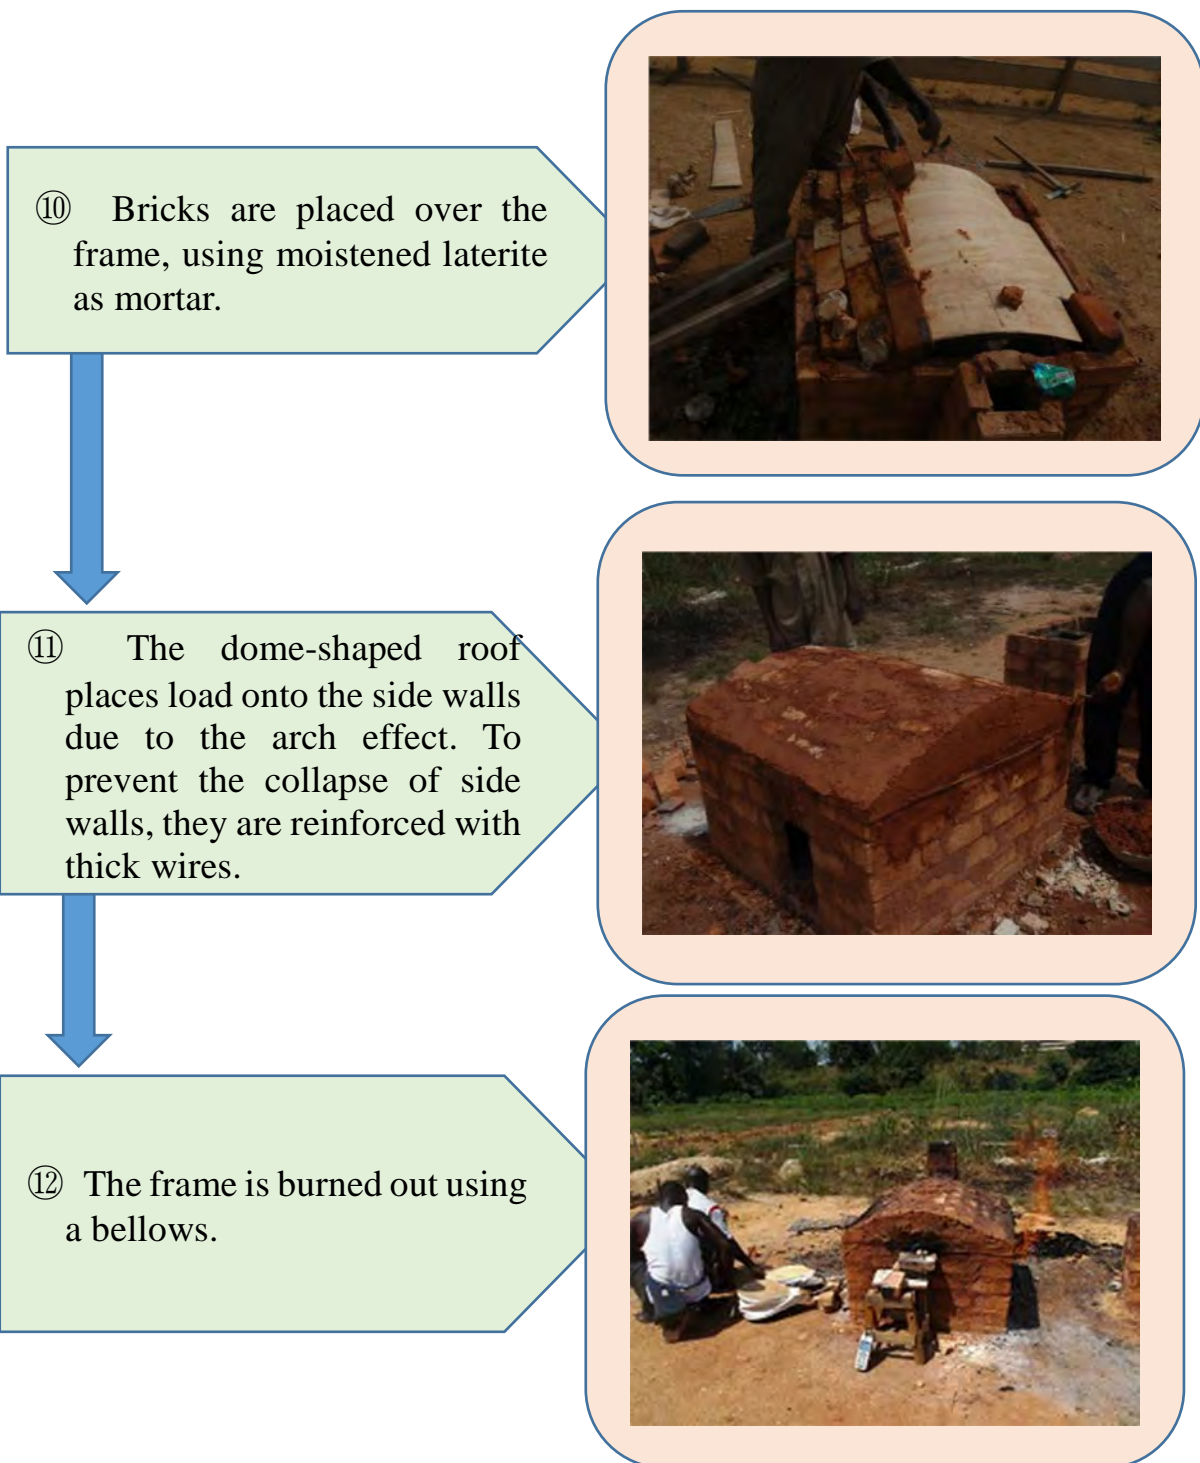 ⑩ Bricks are placed over the
frame, using moistened laterite
as mortar.
⑪ The dome-shaped roof
places load onto the side walls
due to the arch effect. To
prevent the collapse of side
walls, they are reinforced with
thick wires.
⑫ The frame is burned out using
a bellows.